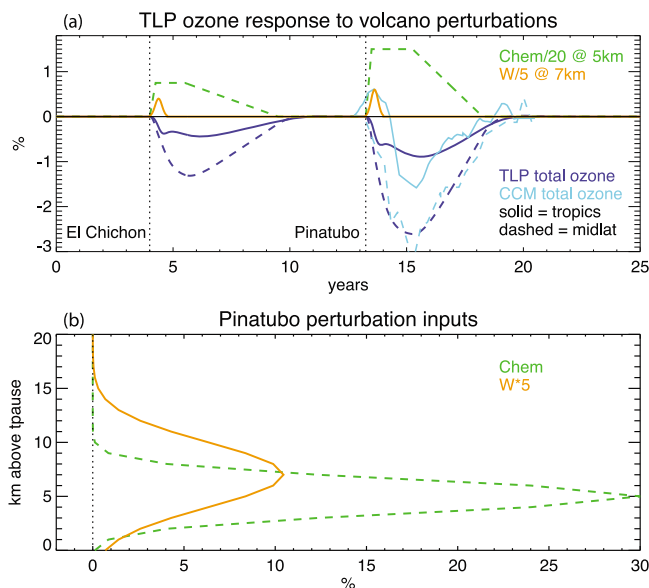 (a)
TLP ozone response to volcano perturbations
Chem/20 @ 5km
W/5 @ 7km
1
0
-1
-2
-3
%
El Chichon
Pinatubo
TLP total ozone
CCM total ozone
solid = tropics
dashed = midlat
0 5 10 15 20 25
years
(b)
Pinatubo perturbation inputs
Chem
W*5
20
15
10
5
0
km above tpause
0 5 10 15 20 25 30
%